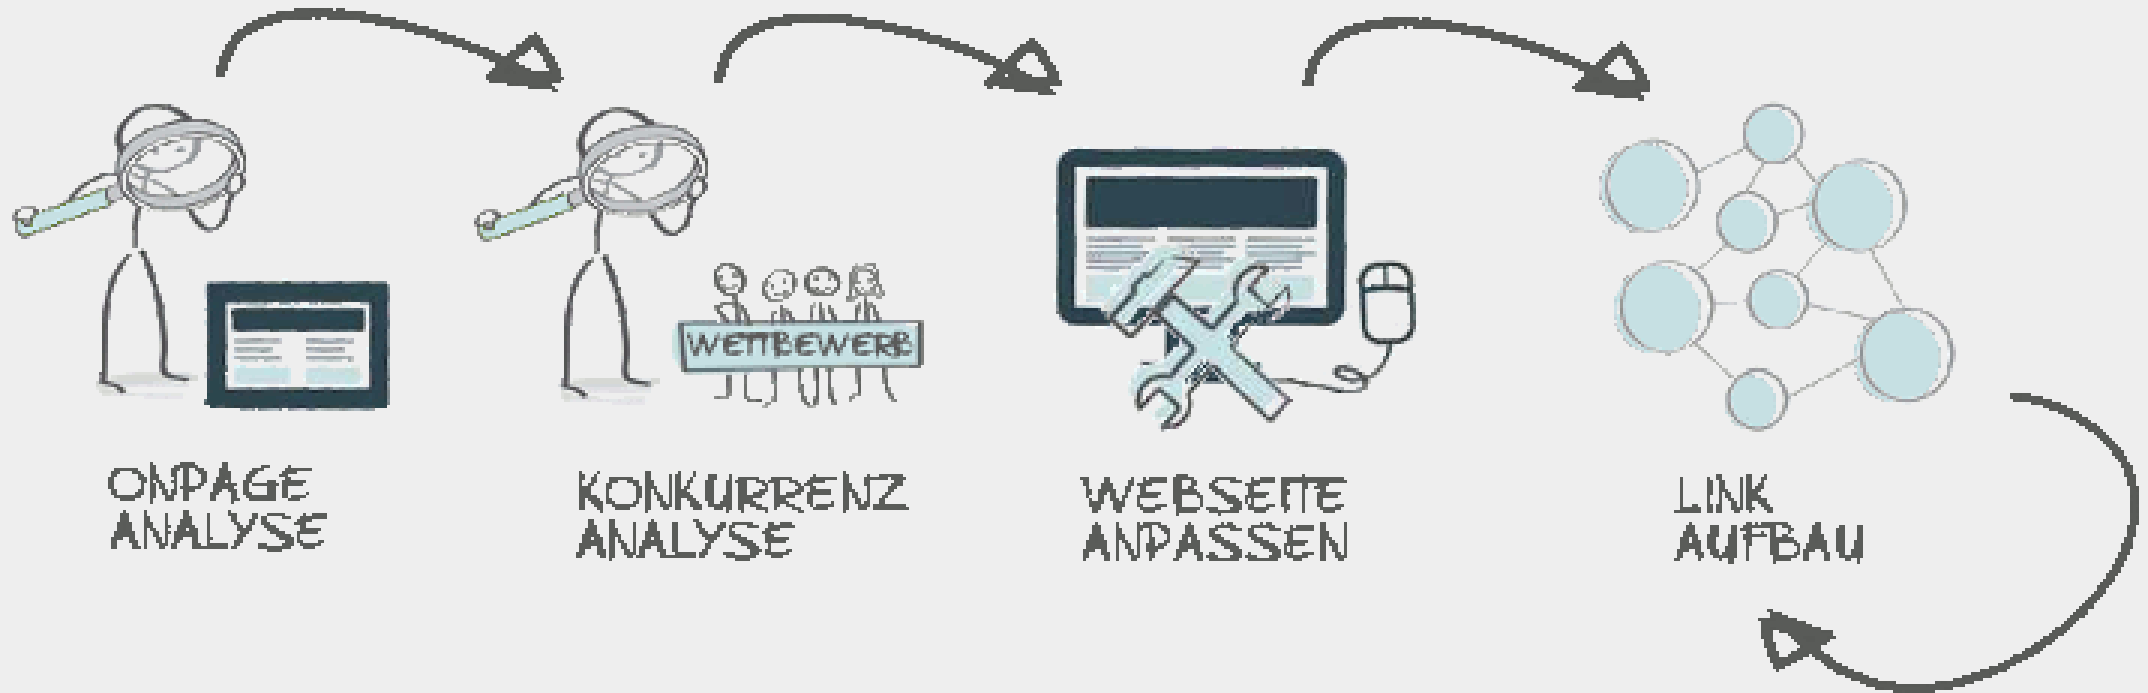 WETTBEWERB
ONPAGE
ANALYSE
KONKURRENZ
ANALYSE
WEBSEITE
ANPASSEN
LINK
AUFBAU